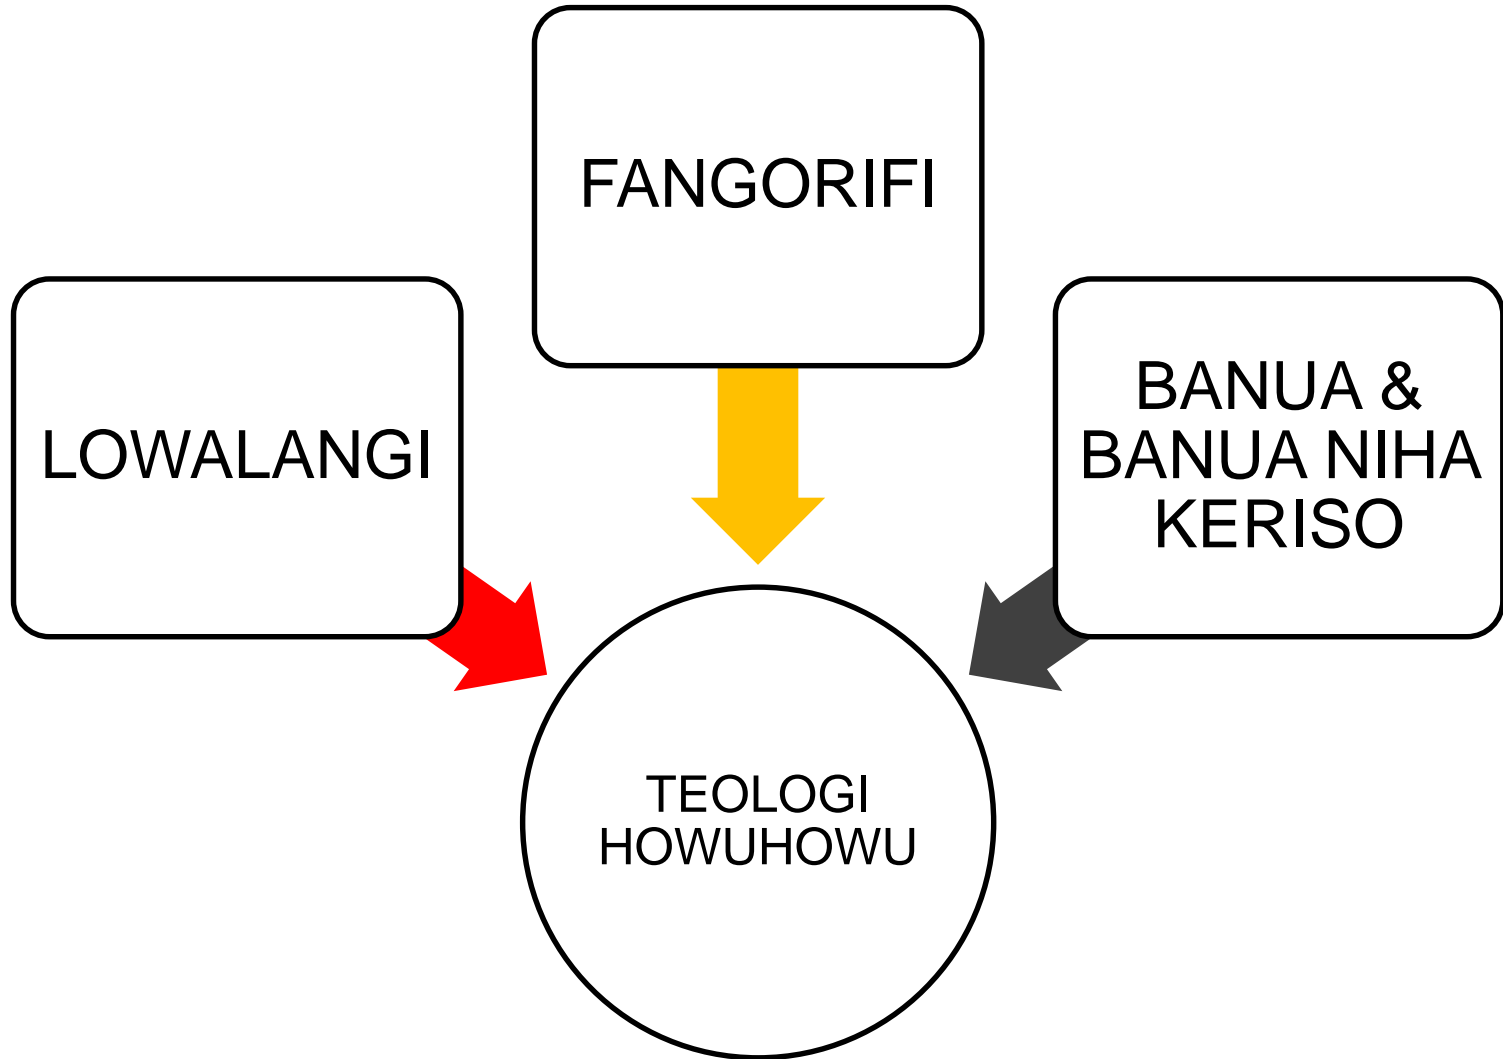 FANGORIFI
LOWALANGI
BANUA &
BANUA NIHA
KERISO
TEOLOGI
HOWUHOWU